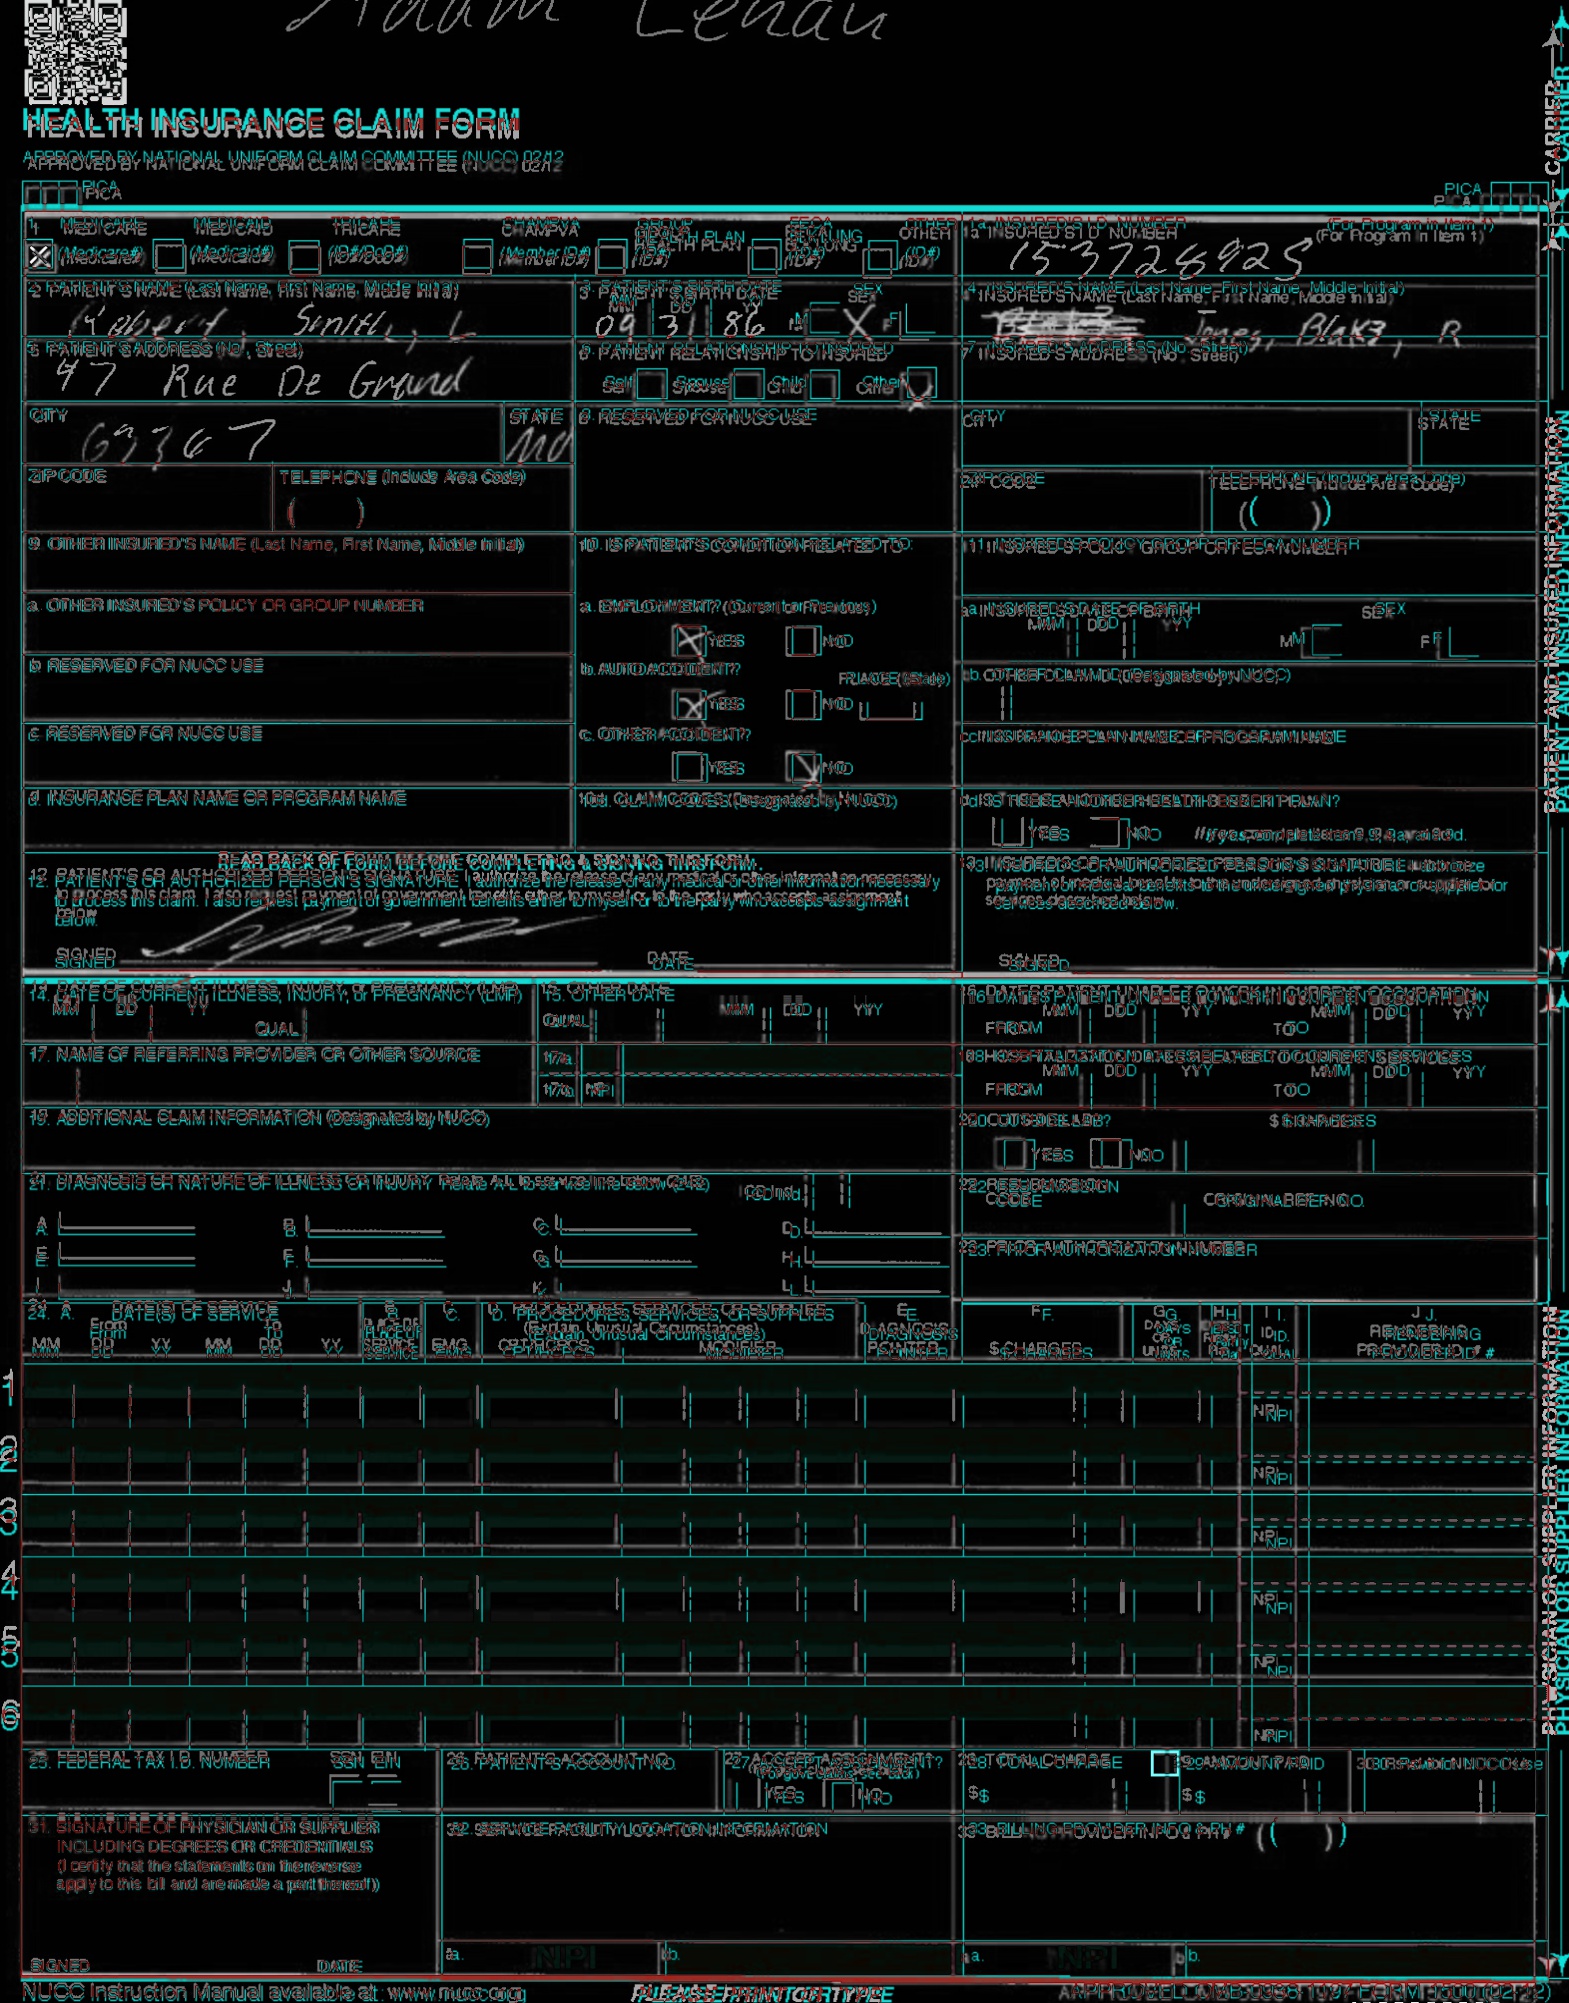 Adam Lenau
HEALTH INSURANCE CLAIM FORM
APPROVED BY NATIONAL UNIFORM CLAIM COMMITTEE (NUCC) 02/12
PICA PICA
CARRIER
1. MEDICARE MEDICAID TRICARE CHAMPVA GROUP HEALTH PLAN FECA BLK LUNG OTHER
(Medicare#) (Medicaid#) (ID#/DoD#) (Member ID#) (ID#) (ID#) (ID#)
1a. INSURED'S I.D. NUMBER (For Program in Item 1)
153728925
2. PATIENT'S NAME (Last Name, First Name, Middle Initial)
Robert, Smith, L
3. PATIENT'S BIRTH DATE SEX
MM DD YY
09 31 86 M X F
4. INSURED'S NAME (Last Name, First Name, Middle Initial)
Jones, Blake, R
5. PATIENT'S ADDRESS (No., Street)
97 Rue De Grand
6. PATIENT RELATIONSHIP TO INSURED
Self Spouse Child Other
7. INSURED'S ADDRESS (No., Street)
CITY STATE
69367 MO
8. RESERVED FOR NUCC USE
CITY STATE
ZIP CODE TELEPHONE (Include Area Code)
( )
ZIP CODE TELEPHONE (Include Area Code)
( )
PATIENT AND INSURED INFORMATION
9. OTHER INSURED'S NAME (Last Name, First Name, Middle Initial)
10. IS PATIENT'S CONDITION RELATED TO:
11. INSURED'S POLICY GROUP OR FECA NUMBER
a. OTHER INSURED'S POLICY OR GROUP NUMBER
a. EMPLOYMENT? (Current or Previous)
YES NO
a. INSURED'S DATE OF BIRTH SEX
MM DD YY M F
b. RESERVED FOR NUCC USE
b. AUTO ACCIDENT? PLACE (State)
YES NO
b. OTHER CLAIM ID (Designated by NUCC)
c. RESERVED FOR NUCC USE
c. OTHER ACCIDENT?
YES NO
c. INSURANCE PLAN NAME OR PROGRAM NAME
d. INSURANCE PLAN NAME OR PROGRAM NAME
10d. CLAIM CODES (Designated by NUCC)
d. IS THERE ANOTHER HEALTH BENEFIT PLAN?
YES NO If yes, complete items 9, 9a, and 9d.
READ BACK OF FORM BEFORE COMPLETING & SIGNING THIS FORM.
12. PATIENT'S OR AUTHORIZED PERSON'S SIGNATURE I authorize the release of any medical or other information necessary
to process this claim. I also request payment of government benefits either to myself or to the party who accepts assignment
below.
SIGNED DATE
13. INSURED'S OR AUTHORIZED PERSON'S SIGNATURE I authorize
payment of medical benefits to the undersigned physician or supplier for
services described below.
SIGNED
14. DATE OF CURRENT ILLNESS, INJURY, or PREGNANCY (LMP)
MM DD YY QUAL.
15. OTHER DATE
QUAL. MM DD YY
16. DATES PATIENT UNABLE TO WORK IN CURRENT OCCUPATION
MM DD YY MM DD YY
FROM TO
17. NAME OF REFERRING PROVIDER OR OTHER SOURCE
17a.
17b. NPI
18. HOSPITALIZATION DATES RELATED TO CURRENT SERVICES
MM DD YY MM DD YY
FROM TO
19. ADDITIONAL CLAIM INFORMATION (Designated by NUCC)
20. OUTSIDE LAB? $ CHARGES
YES NO
21. DIAGNOSIS OR NATURE OF ILLNESS OR INJURY Relate A-L to service line below (24E) ICD Ind.
A. B. C. D.
E. F. G. H.
I. J. K. L.
22. RESUBMISSION
CODE ORIGINAL REF. NO.
23. PRIOR AUTHORIZATION NUMBER
24. A. DATE(S) OF SERVICE B. C. D. PROCEDURES, SERVICES, OR SUPPLIES E. F. G. H. I. J.
From To PLACE OF (Explain Unusual Circumstances) DIAGNOSIS DAYS OR ID. RENDERING
MM DD YY MM DD YY SERVICE EMG CPT/HCPCS MODIFIER POINTER $ CHARGES UNITS QUAL. PROVIDER ID. #
1 NPI
2 NPI
3 NPI
4 NPI
5 NPI
6 NPI
PHYSICIAN OR SUPPLIER INFORMATION
25. FEDERAL TAX I.D. NUMBER SSN EIN
26. PATIENT'S ACCOUNT NO.
27. ACCEPT ASSIGNMENT?
(For govt. claims, see back)
YES NO
28. TOTAL CHARGE
$
29. AMOUNT PAID
$
30. Rsvd for NUCC Use
31. SIGNATURE OF PHYSICIAN OR SUPPLIER
INCLUDING DEGREES OR CREDENTIALS
(I certify that the statements on the reverse
apply to this bill and are made a part thereof.)
SIGNED DATE
32. SERVICE FACILITY LOCATION INFORMATION
a. NPI b.
33. BILLING PROVIDER INFO & PH # ( )
a. NPI b.
NUCC Instruction Manual available at: www.nucc.org
PLEASE PRINT OR TYPE